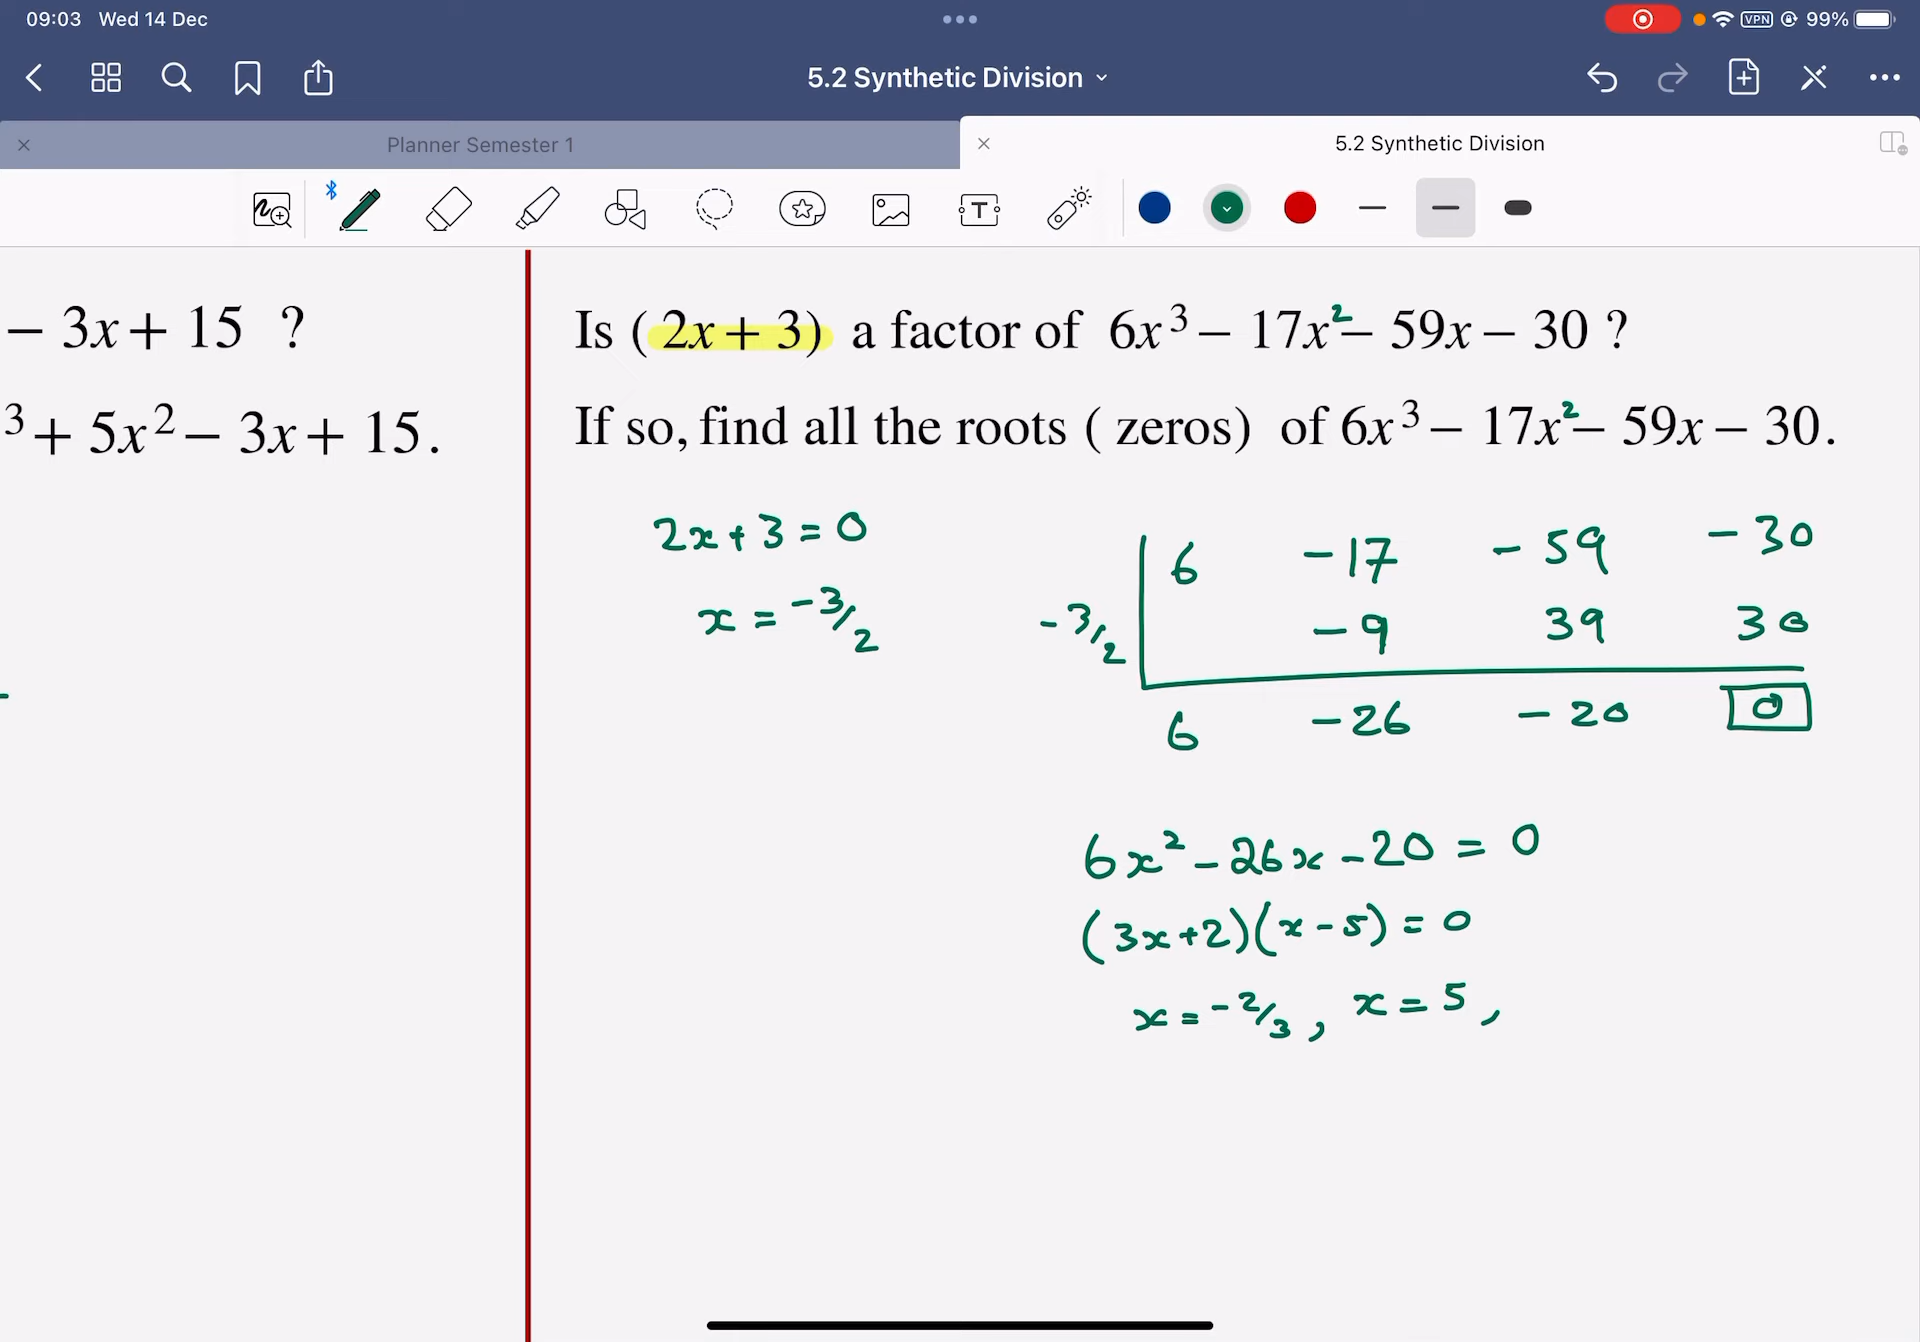 09:03 Wed 14 Dec
VPN 99%
5.2 Synthetic Division
Planner Semester 1
5.2 Synthetic Division
T
− 3x + 15 ?
³ + 5x² − 3x + 15.
Is (2x + 3) a factor of 6x³ − 17x² − 59x − 30 ?
If so, find all the roots ( zeros) of 6x³ − 17x² − 59x − 30.
2x + 3 = 0
x = -3/2
6 -17 -59 -30
-3/2
-9 39 30
6 -26 -20 0
6x² - 26x - 20 = 0
(3x+2)(x-5) = 0
x = -2/3, x = 5,